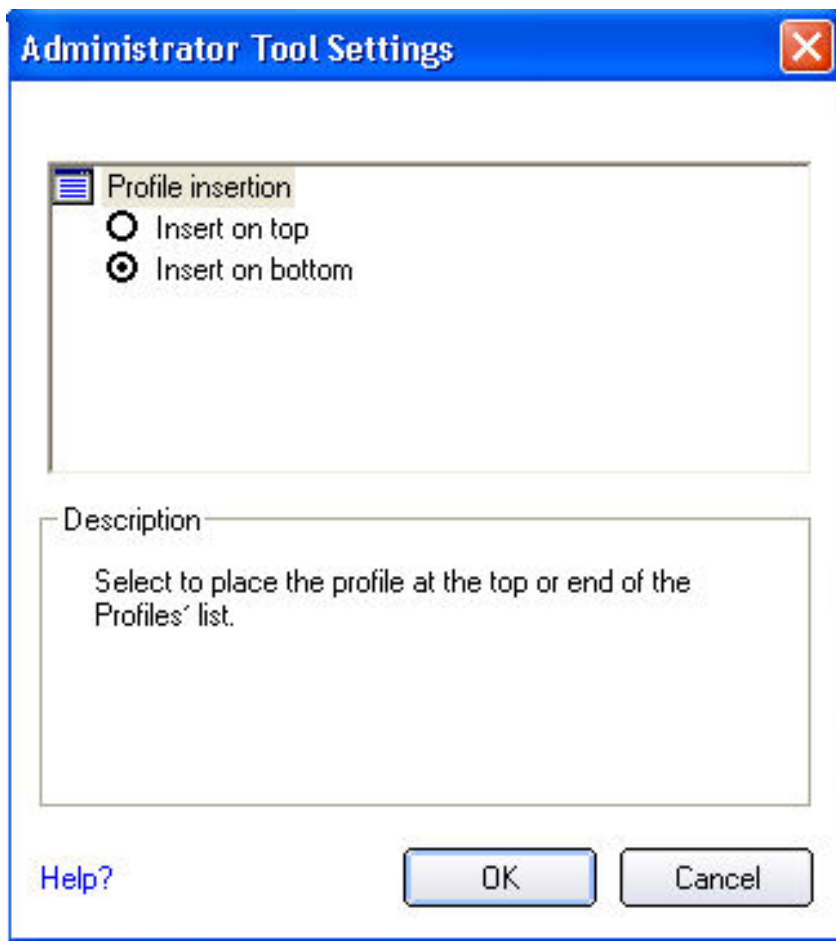 Administrator Tool Settings
Profile insertion
Insert on top
Insert on bottom
Description
Select to place the profile at the top or end of the
Profiles´ list.
Help?
OK
Cancel